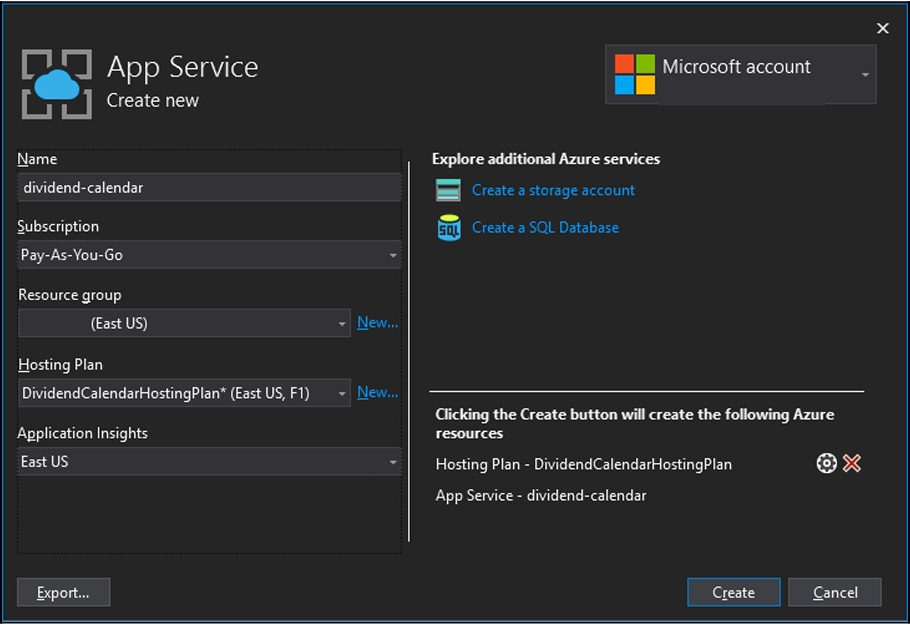 App Service
Create new
Microsoft account
Name
dividend-calendar
Subscription
Pay-As-You-Go
Resource group
(East US)
New...
Hosting Plan
DividendCalendarHostingPlan* (East US, F1)
New...
Application Insights
East US
Explore additional Azure services
Create a storage account
SQL
Create a SQL Database
Clicking the Create button will create the following Azure
resources
Hosting Plan - DividendCalendarHostingPlan
App Service - dividend-calendar
Export...
Create
Cancel